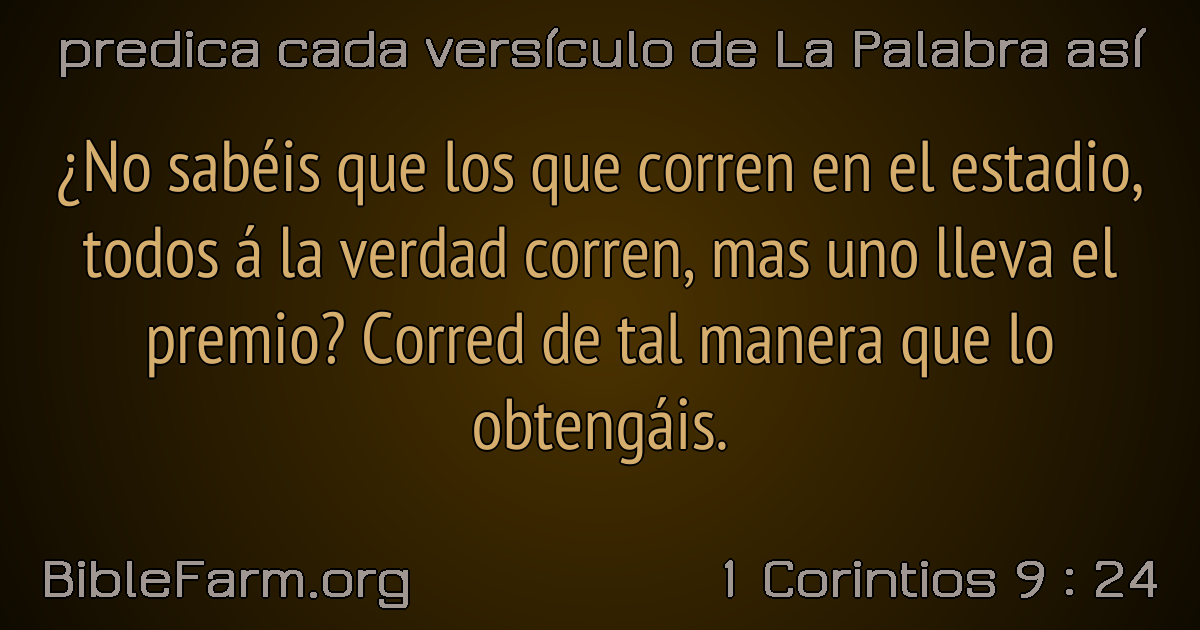 predica cada versículo de La Palabra así
¿No sabéis que los que corren en el estadio,
todos á la verdad corren, mas uno lleva el
premio? Corred de tal manera que lo
obtengáis.
BibleFarm.org
1 Corintios 9 : 24